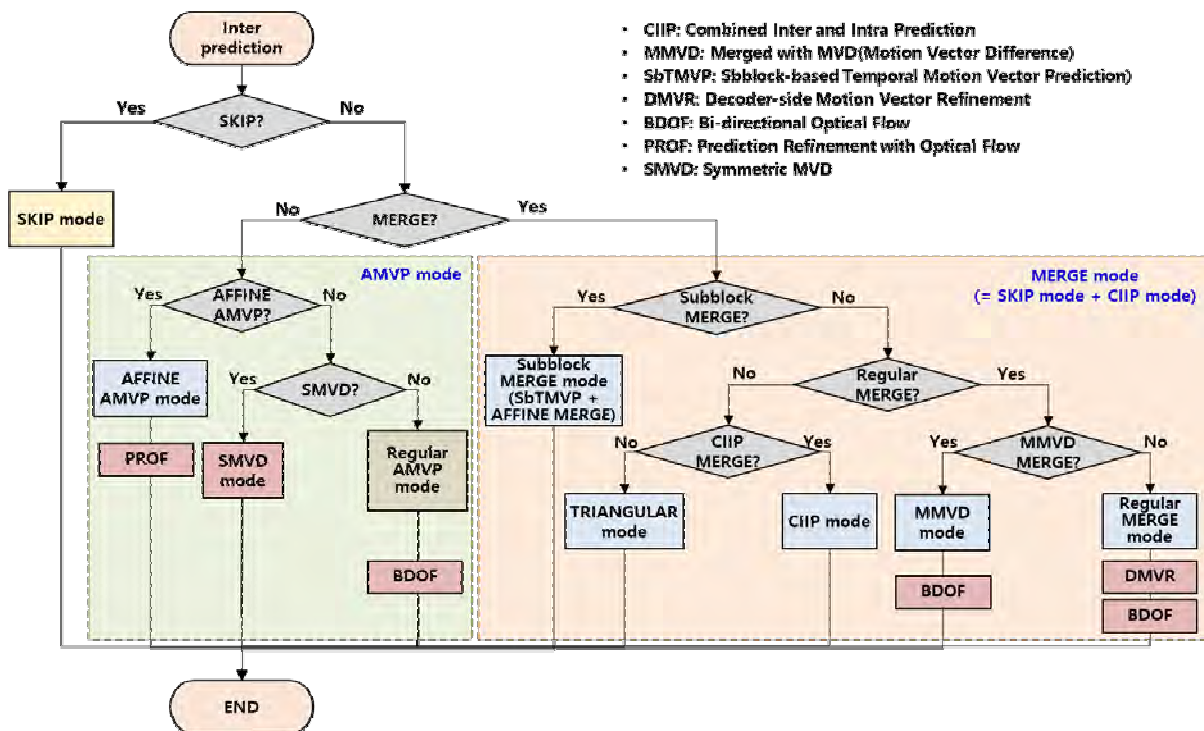 Inter
prediction
• CIIP: Combined Inter and Intra Prediction
• MMVD: Merged with MVD(Motion Vector Difference)
• SbTMVP: Sbblock-based Temporal Motion Vector Prediction)
• DMVR: Decoder-side Motion Vector Refinement
• BDOF: Bi-directional Optical Flow
• PROF: Prediction Refinement with Optical Flow
• SMVD: Symmetric MVD
Yes
No
SKIP?
SKIP mode
No
MERGE?
Yes
AMVP mode
Yes
AFFINE
AMVP?
No
AFFINE
AMVP mode
Yes
SMVD?
No
PROF
SMVD
mode
Regular
AMVP
mode
BDOF
MERGE mode
(= SKIP mode + CIIP mode)
Yes
Subblock
MERGE?
No
Subblock
MERGE mode
(SbTMVP +
AFFINE MERGE)
No
Regular
MERGE?
Yes
No
CIIP
MERGE?
Yes
Yes
MMVD
MERGE?
No
TRIANGULAR
mode
CIIP mode
MMVD
mode
Regular
MERGE
mode
BDOF
DMVR
BDOF
END